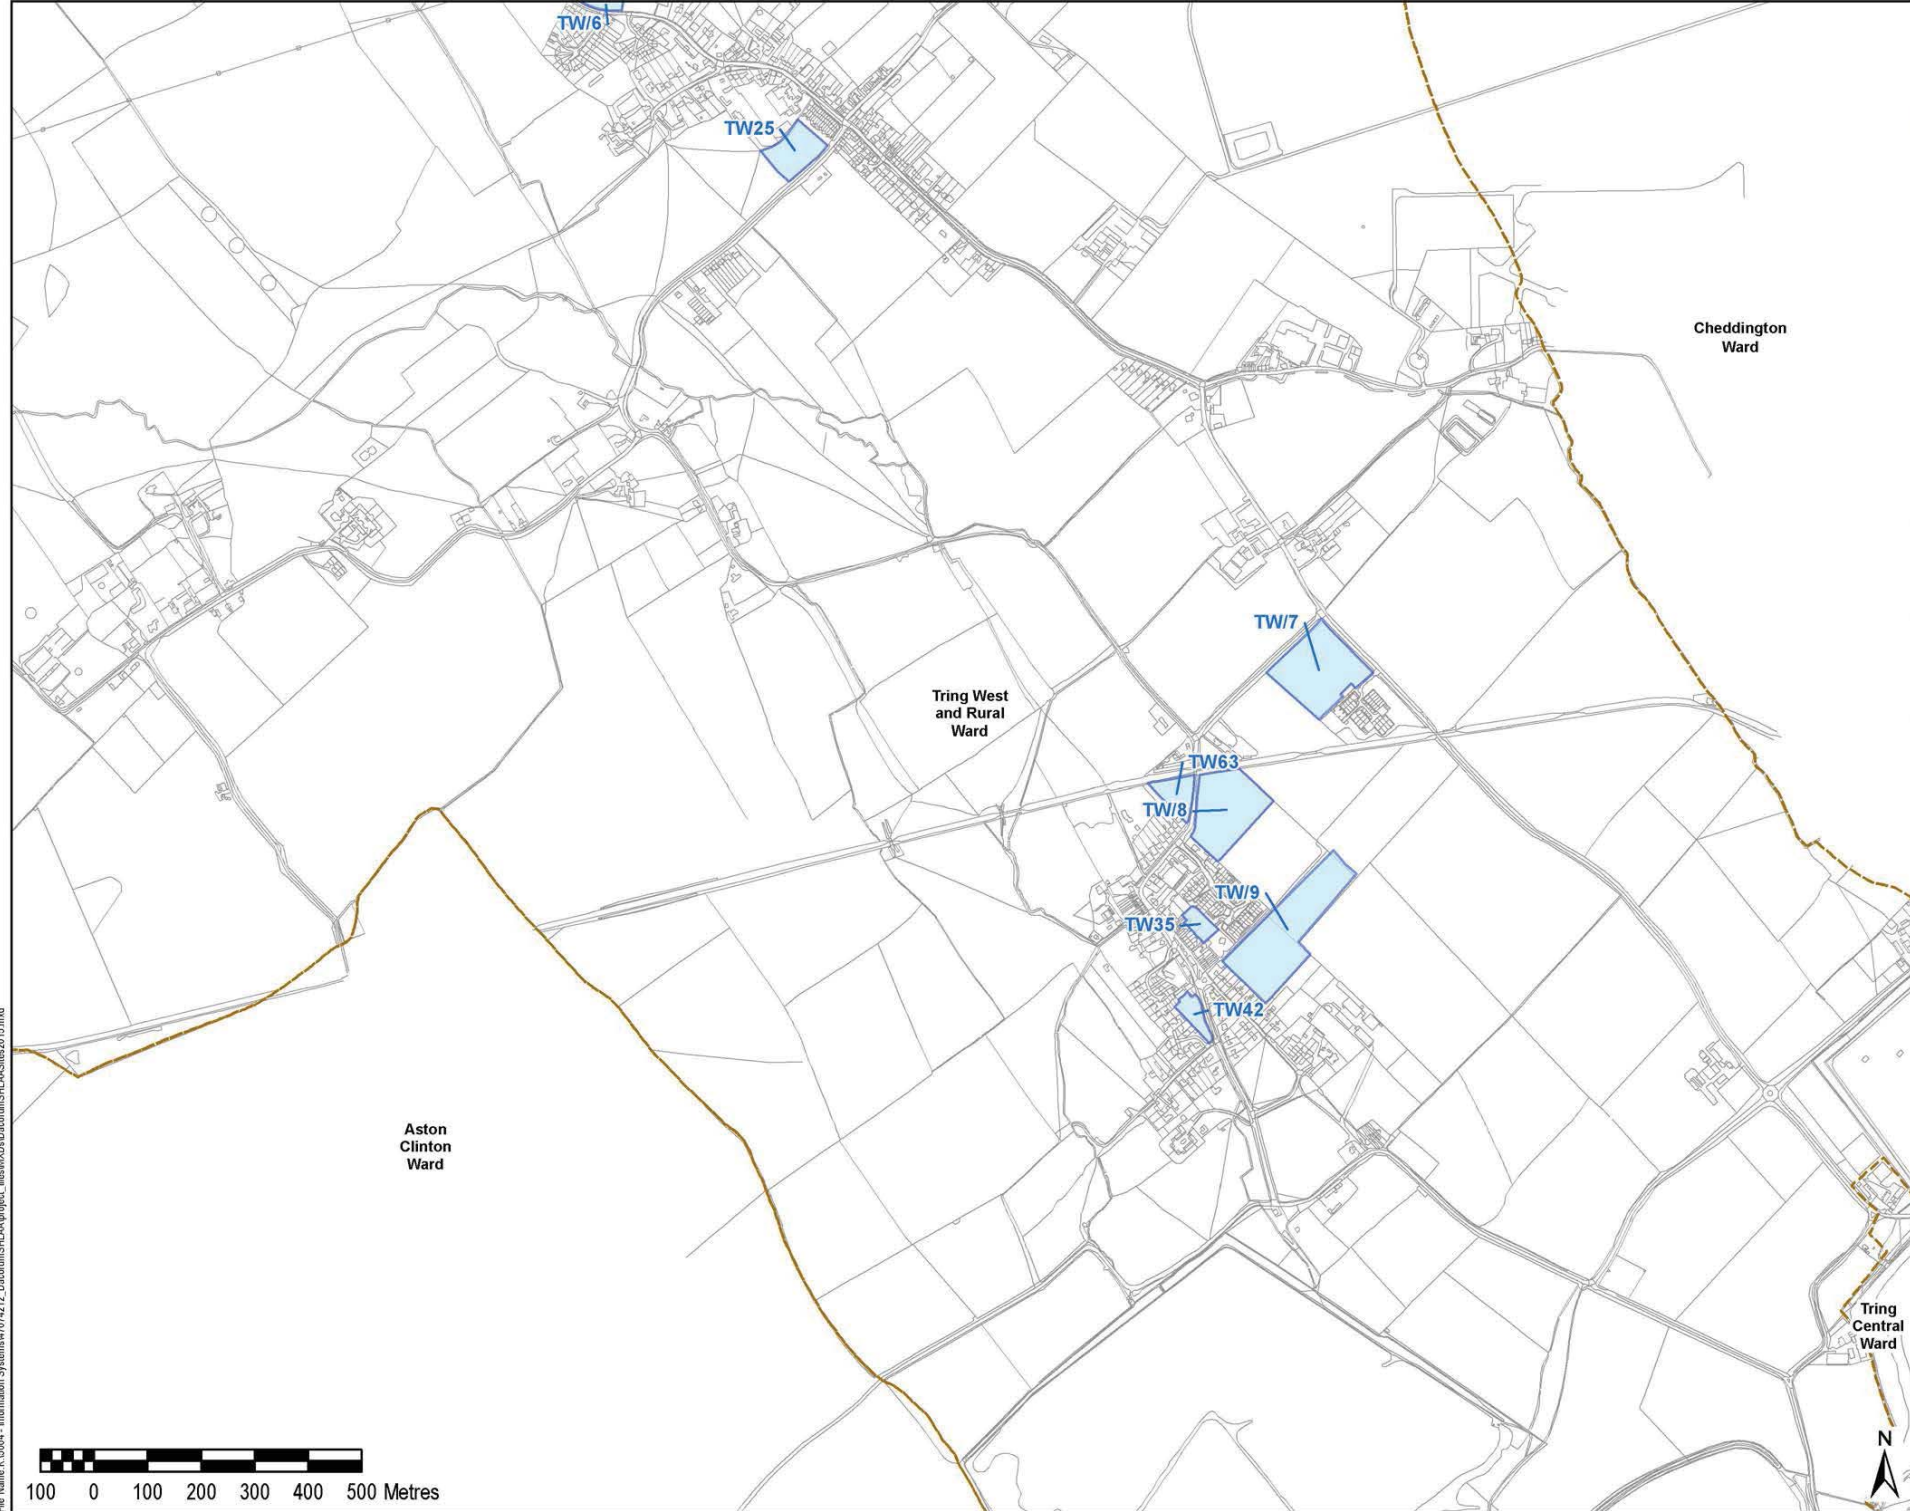 TW/6
TW25
Cheddington
Ward
TW/7
Tring West
and Rural
Ward
TW63
TW/8
TW/9
TW35
TW42
Aston
Clinton
Ward
Tring
Central
Ward
N
100 0 100 200 300 400 500 Metres